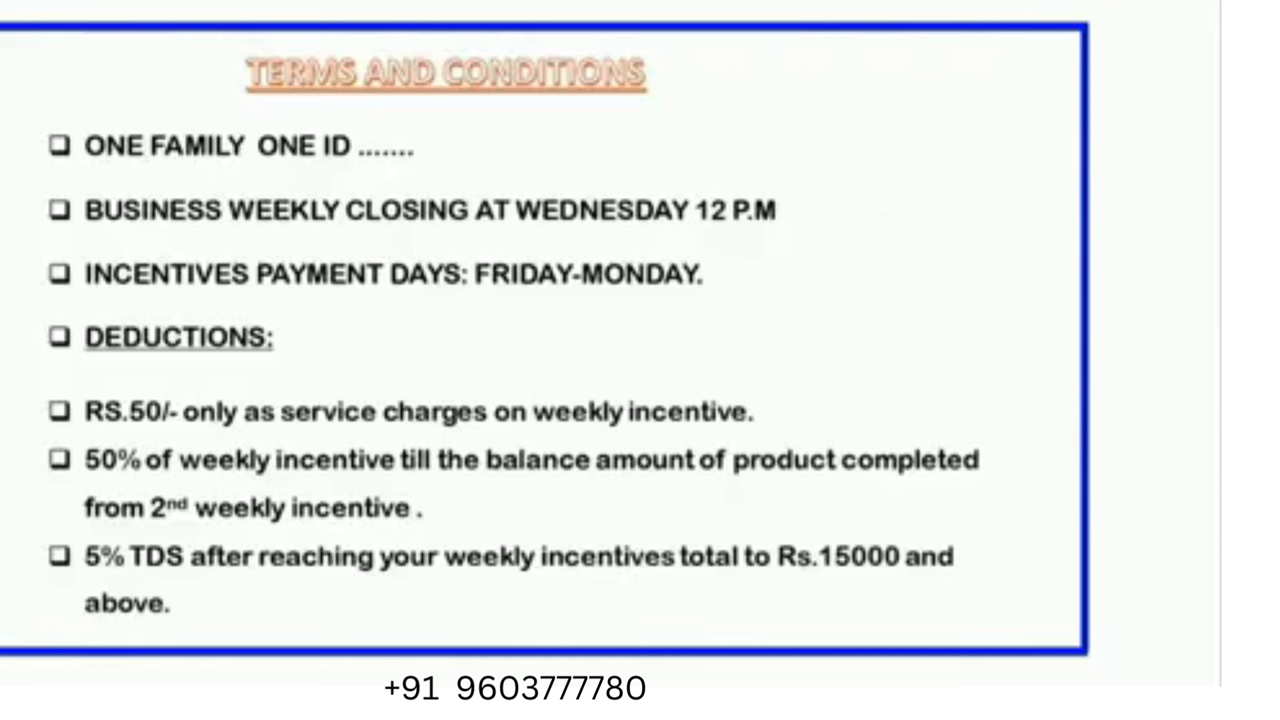 TERMS AND CONDITIONS
❑ ONE FAMILY ONE ID .......
❑ BUSINESS WEEKLY CLOSING AT WEDNESDAY 12 P.M
❑ INCENTIVES PAYMENT DAYS: FRIDAY-MONDAY.
❑ DEDUCTIONS:
❑ RS.50/- only as service charges on weekly incentive.
❑ 50% of weekly incentive till the balance amount of product completed
from 2nd weekly incentive .
❑ 5% TDS after reaching your weekly incentives total to Rs.15000 and
above.
+91 9603777780